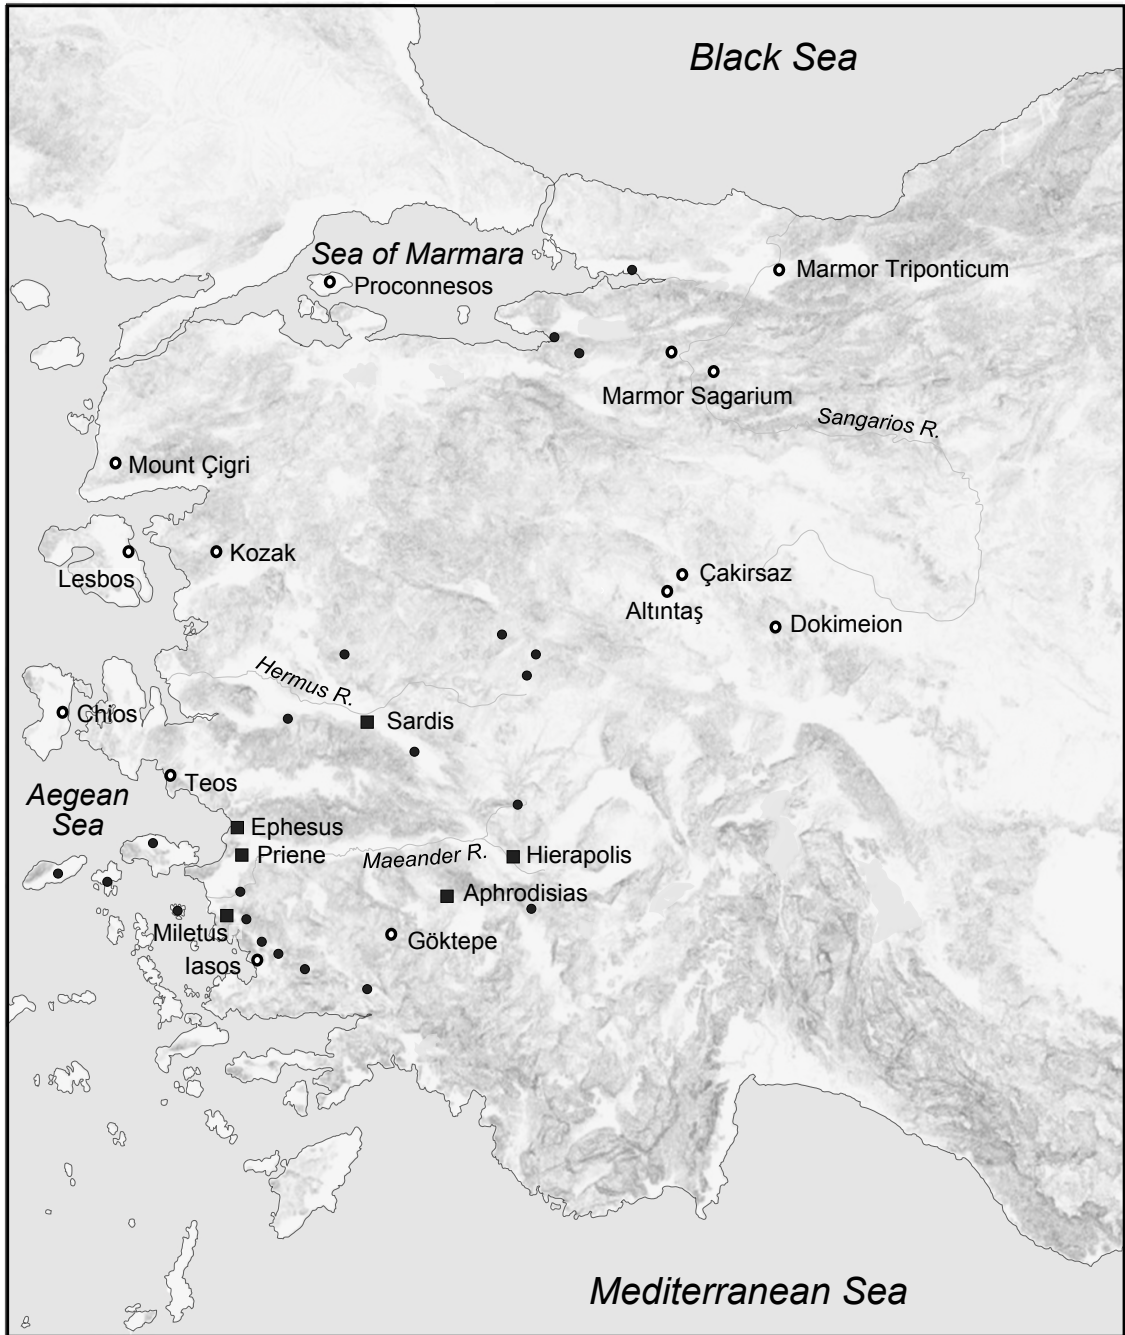 Black Sea
Sea of Marmara
Proconnesos
Marmor Triponticum
Marmor Sagarium
Sangarios R.
Mount Çigri
Kozak
Lesbos
Çakirsaz
Altıntaş
Dokimeion
Hermus R.
Chios
Sardis
Teos
Aegean
Sea
Ephesus
Priene
Maeander R.
Hierapolis
Aphrodisias
Miletus
Göktepe
Iasos
Mediterranean Sea